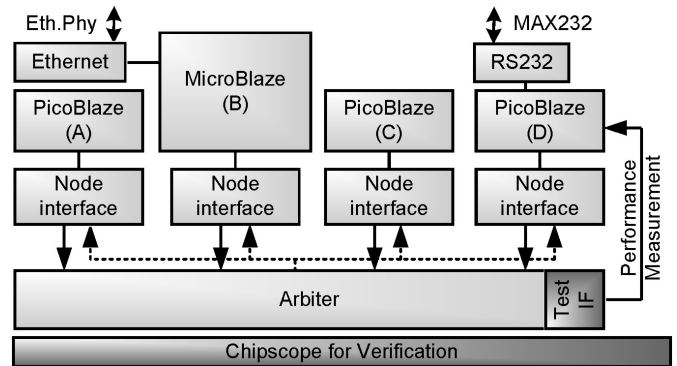 Eth.Phy
MAX232
Ethernet
RS232
MicroBlaze
(B)
PicoBlaze
(A)
PicoBlaze
(C)
PicoBlaze
(D)
Node
interface
Node
interface
Node
interface
Node
interface
Performance
Measurement
Arbiter
Test
IF
Chipscope for Verification